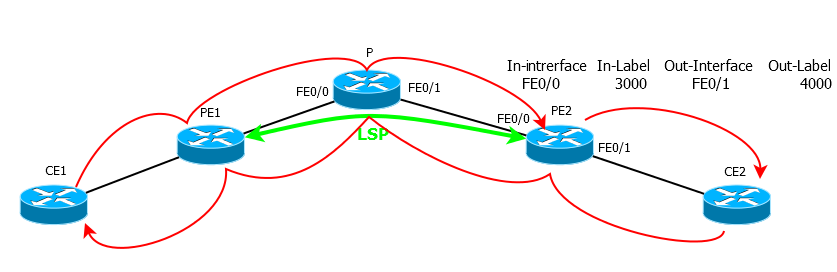 P
In-intrerface In-Label Out-Interface Out-Label
FE0/0 3000 FE0/1 4000
FE0/0
FE0/1
PE1
FE0/0
PE2
LSP
FE0/1
CE1
CE2